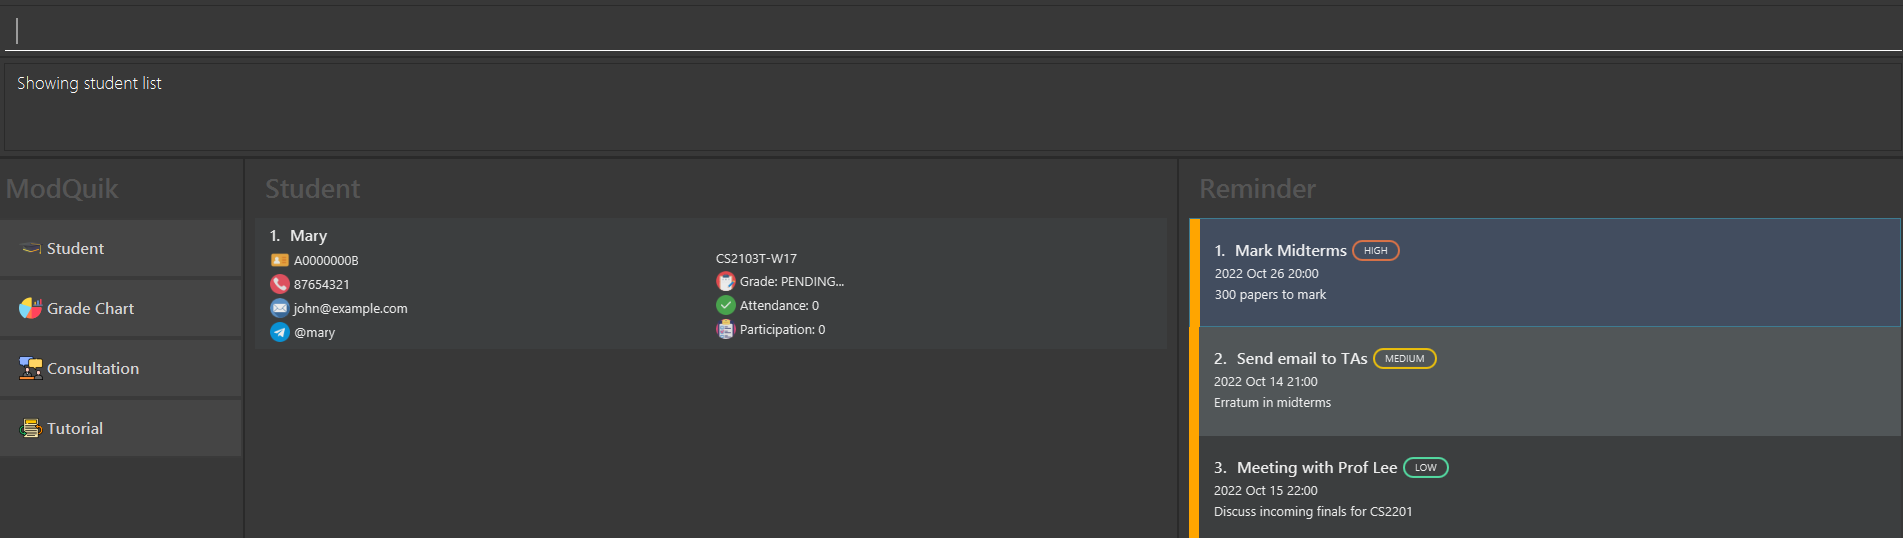 Showing student list
ModQuik
Student
Grade Chart
Consultation
Tutorial
Student
1. Mary
A0000000B
87654321
john@example.com
@mary
CS2103T-W17
Grade: PENDING...
Attendance: 0
Participation: 0
Reminder
1. Mark Midterms HIGH
2022 Oct 26 20:00
300 papers to mark
2. Send email to TAs MEDIUM
2022 Oct 14 21:00
Erratum in midterms
3. Meeting with Prof Lee LOW
2022 Oct 15 22:00
Discuss incoming finals for CS2201